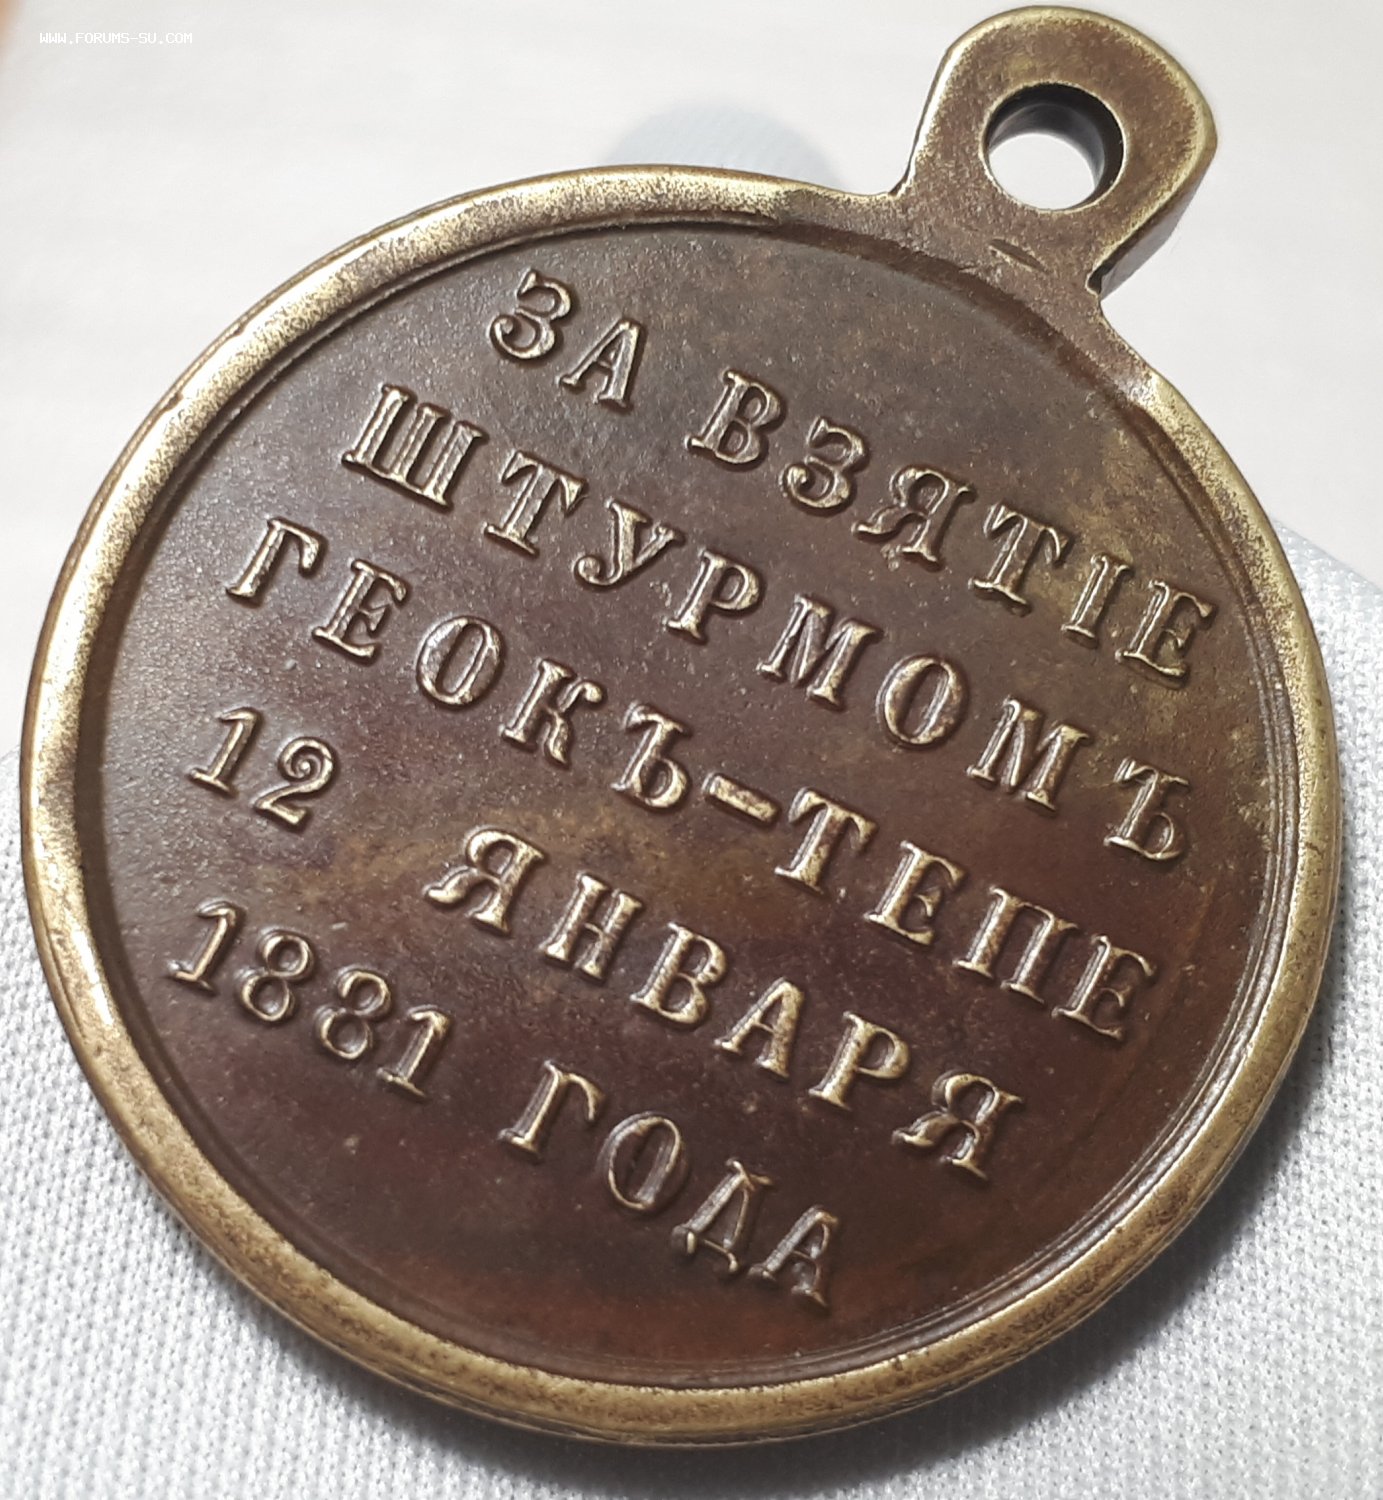 WWW.FORUMS-SU.COM
ЗА ВЗЯТІЕ
ШТУРМОМЪ
ГЕОКЪ-ТЕПЕ
12 ЯНВАРЯ
1881 ГОДА